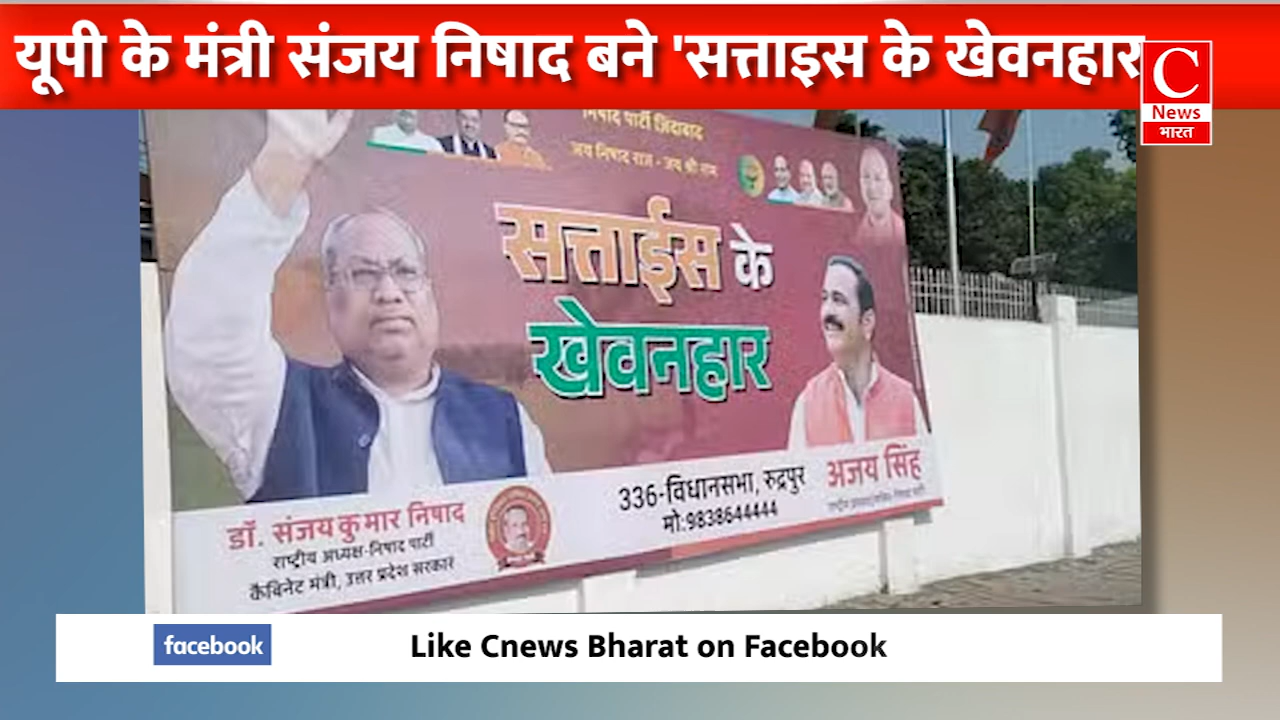 यूपी के मंत्री संजय निषाद बने 'सत्ताइस के खेवनहार
C
News
भारत
निषाद पार्टी ज़िंदाबाद
जय निषाद राज - जय श्री राम
सत्ताईस के
खेवनहार
336-विधानसभा, रुद्रपुर
मो:9838644444
अजय सिंह
डॉ. संजय कुमार निषाद
राष्ट्रीय अध्यक्ष-निषाद पार्टी
कैबिनेट मंत्री, उत्तर प्रदेश सरकार
facebook
Like Cnews Bharat on Facebook